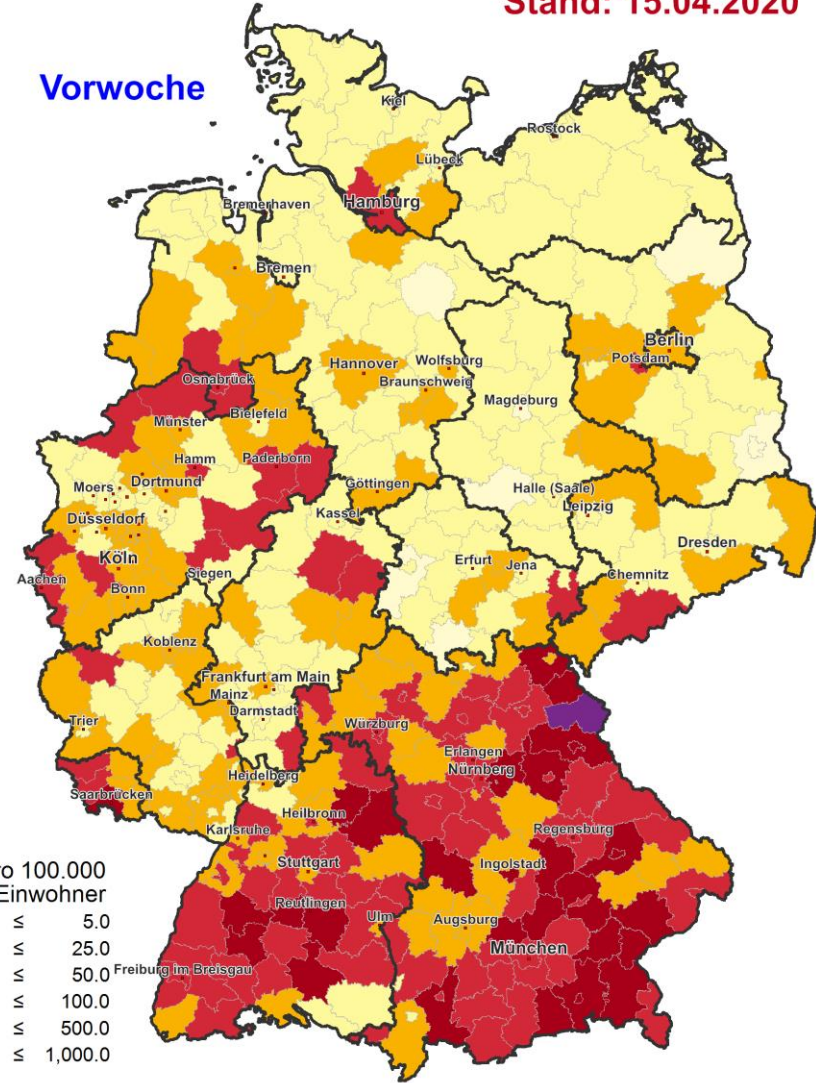 Stand: 15.04.2020
Vorwoche
Kiel
Rostock
Lübeck
Hamburg
Bremerhaven
Bremen
Berlin
Potsdam
Hannover
Wolfsburg
Braunschweig
Osnabrück
Magdeburg
Münster
Bielefeld
Hamm
Paderborn
Moers
Dortmund
Göttingen
Halle (Saale)
Leipzig
Düsseldorf
Kassel
Dresden
Köln
Erfurt
Jena
Aachen
Siegen
Chemnitz
Bonn
Koblenz
Frankfurt am Main
Mainz
Darmstadt
Trier
Würzburg
Erlangen
Nürnberg
Heidelberg
Saarbrücken
Heilbronn
Karlsruhe
Regensburg
Stuttgart
Ingolstadt
Reutlingen
Ulm
Augsburg
München
Freiburg im Breisgau
ro 100.000
Einwohner
≤ 5.0
≤ 25.0
≤ 50.0
≤ 100.0
≤ 500.0
≤ 1,000.0